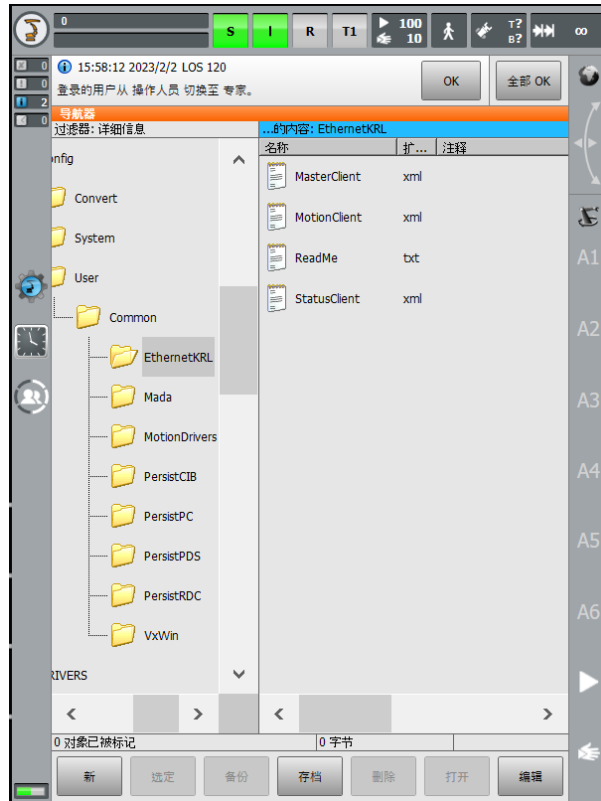 0
S
I
R
T1
100
10
T?
B?
∞
0
0
2
0
15:58:12 2023/2/2 LOS 120
登录的用户从 操作人员 切换至 专家。
OK
全部 OK
导航器
过滤器: 详细信息
...的内容: EthernetKRL
名称
扩...
注释
nfig
Convert
System
User
Common
EthernetKRL
Mada
MotionDrivers
PersistCIB
PersistPC
PersistPDS
PersistRDC
VxWin
RIVERS
MasterClient xml
MotionClient xml
ReadMe txt
StatusClient xml
A1
A2
A3
A4
A5
A6
0 对象已被标记
0 字节
新
选定
备份
存档
删除
打开
编辑